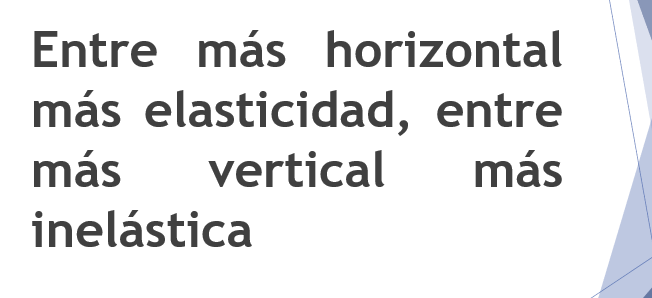 Entre más horizontal
más elasticidad, entre
más vertical más
inelástica